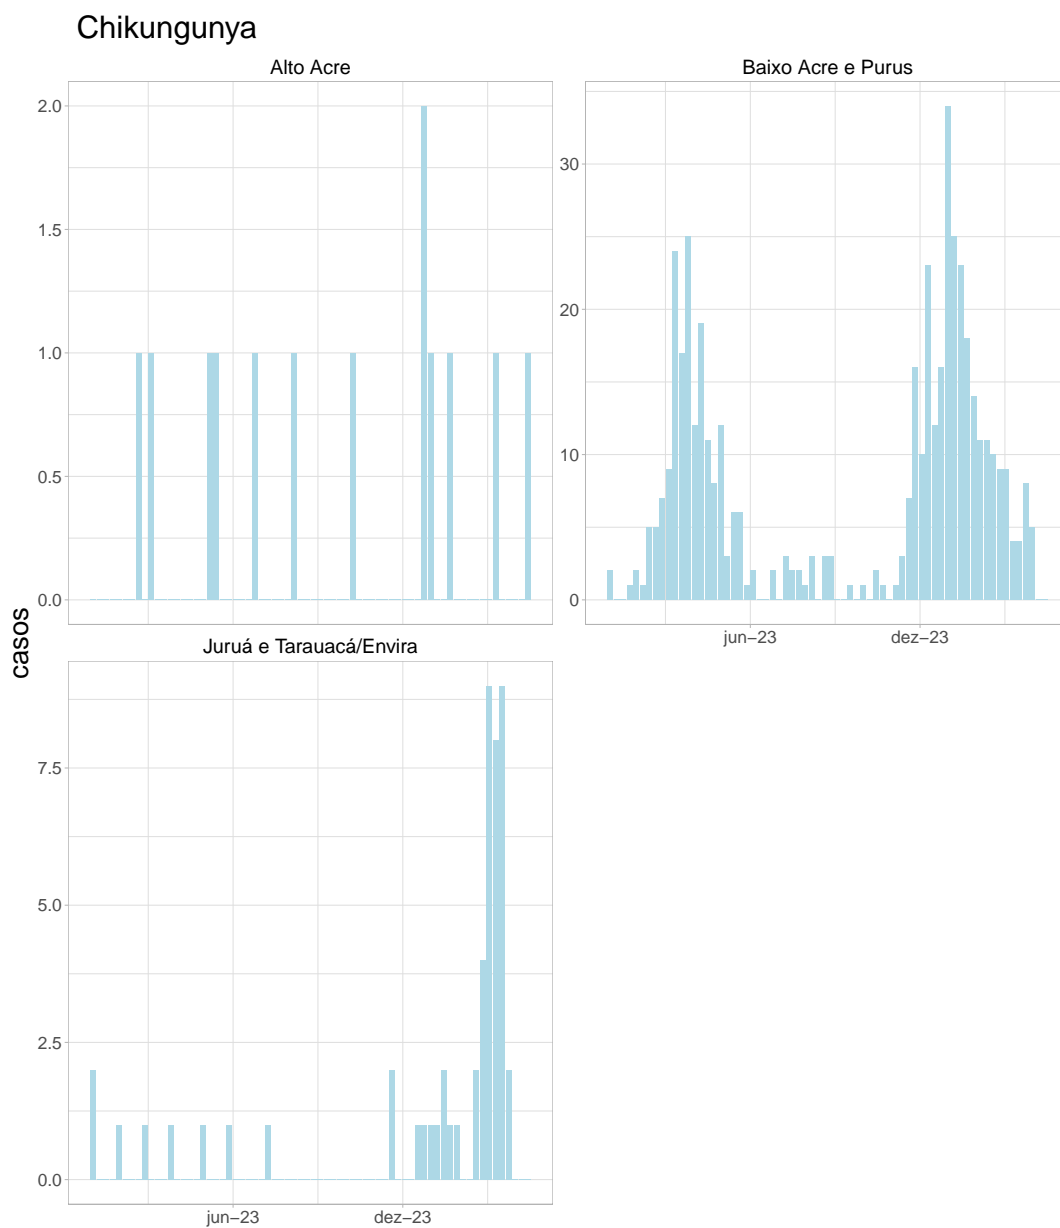 Chikungunya
Alto Acre
2.0
1.5
1.0
0.5
0.0
Baixo Acre e Purus
30
20
10
0
jun−23
dez−23
casos
Juruá e Tarauacá/Envira
7.5
5.0
2.5
0.0
jun−23
dez−23